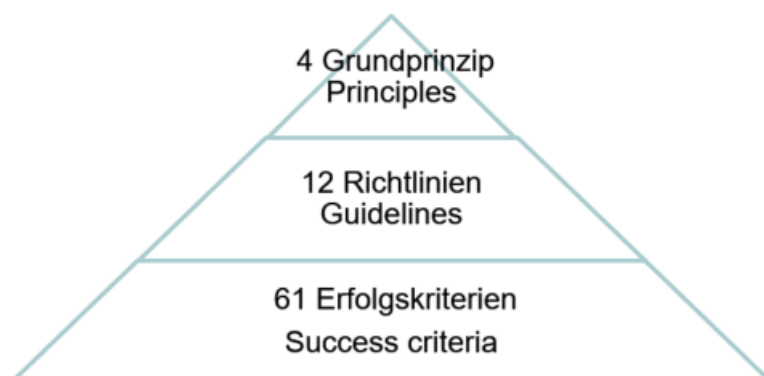 4 Grundprinzip
Principles
12 Richtlinien
Guidelines
61 Erfolgskriterien
Success criteria